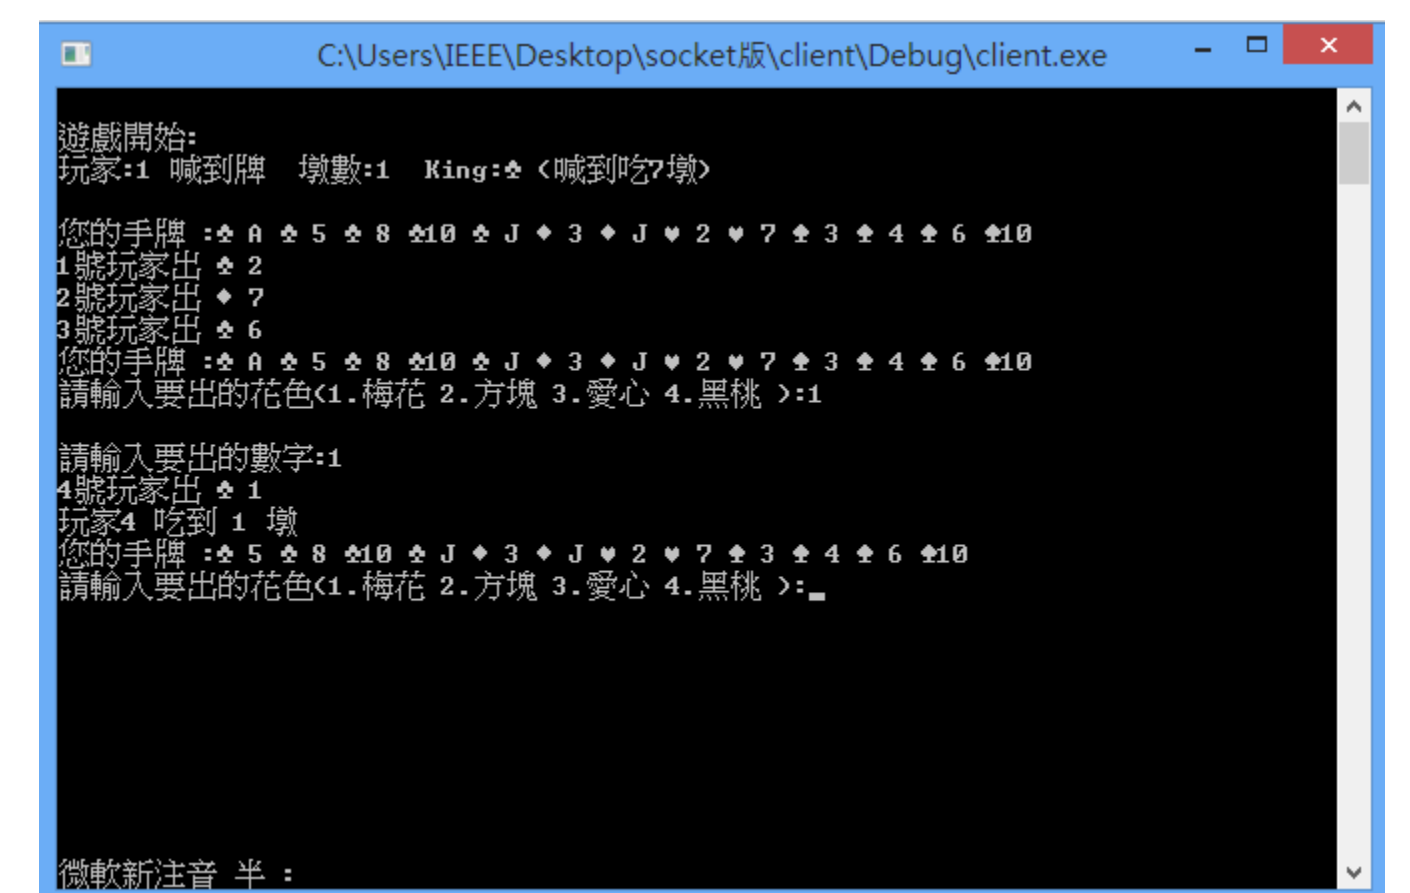 C:\Users\IEEE\Desktop\socket版\client\Debug\client.exe
遊戲開始:
玩家:1 喊到牌 墩數:1 King:♣ (喊到吃7墩)
您的手牌 :♣ A ♣ 5 ♣ 8 ♣10 ♣ J ♦ 3 ♦ J ♥ 2 ♥ 7 ♠ 3 ♠ 4 ♠ 6 ♠10
1號玩家出 ♣ 2
2號玩家出 ♦ 7
3號玩家出 ♣ 6
您的手牌 :♣ A ♣ 5 ♣ 8 ♣10 ♣ J ♦ 3 ♦ J ♥ 2 ♥ 7 ♠ 3 ♠ 4 ♠ 6 ♠10
請輸入要出的花色(1.梅花 2.方塊 3.愛心 4.黑桃 ):1
請輸入要出的數字:1
4號玩家出 ♣ 1
玩家4 吃到 1 墩
您的手牌 :♣ 5 ♣ 8 ♣10 ♣ J ♦ 3 ♦ J ♥ 2 ♥ 7 ♠ 3 ♠ 4 ♠ 6 ♠10
請輸入要出的花色(1.梅花 2.方塊 3.愛心 4.黑桃 ):_
微軟新注音 半 :